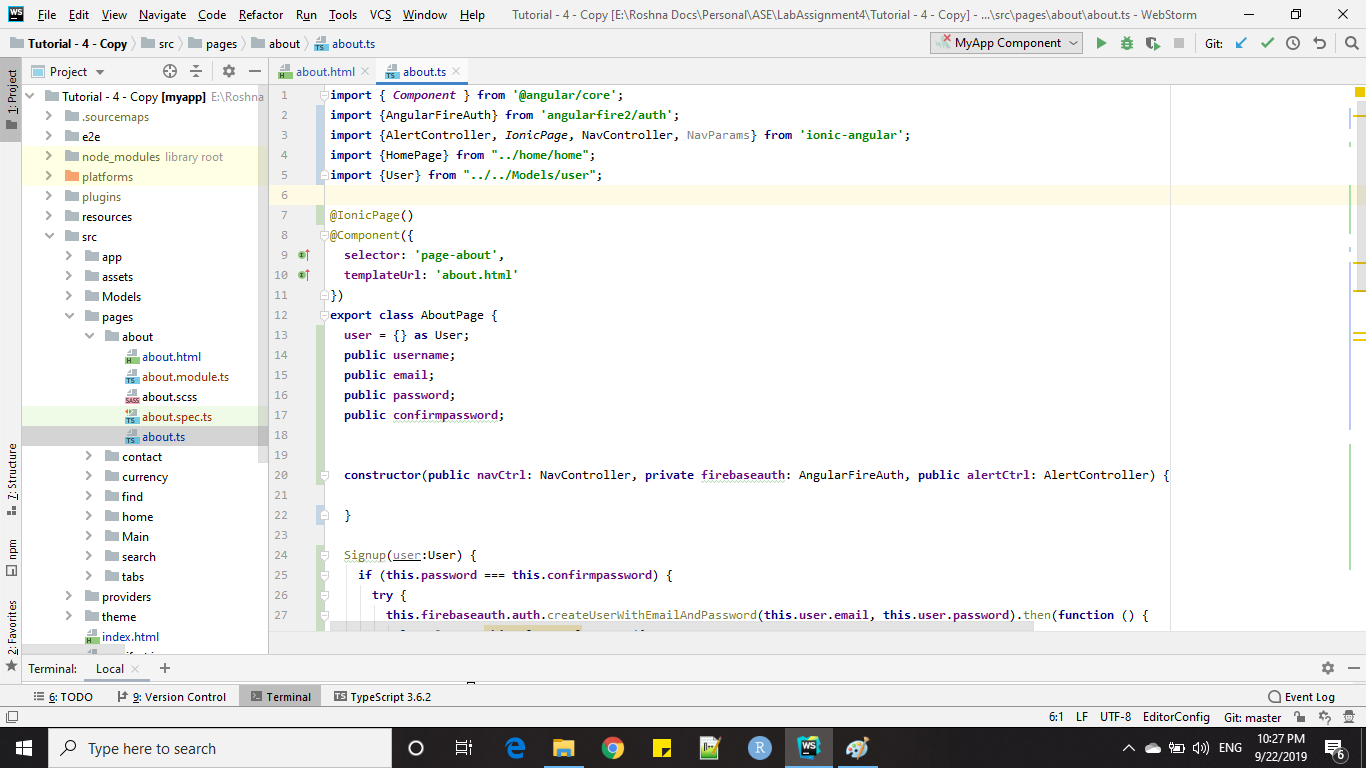 WS File Edit View Navigate Code Refactor Run Tools VCS Window Help Tutorial - 4 - Copy [E:\Roshna Docs\Personal\ASE\LabAssignment4\Tutorial - 4 - Copy] - ...\src\pages\about\about.ts - WebStorm
Tutorial - 4 - Copy src pages about about.ts MyApp Component Git:
Project about.html about.ts
1: Project
7: Structure
npm
2: Favorites
Tutorial - 4 - Copy [myapp] E:\Roshna
.sourcemaps
e2e
node_modules library root
platforms
plugins
resources
src
app
assets
Models
pages
about
about.html
about.module.ts
about.scss
about.spec.ts
about.ts
contact
currency
find
home
Main
search
tabs
providers
theme
index.html
1 import { Component } from '@angular/core';
2 import {AngularFireAuth} from 'angularfire2/auth';
3 import {AlertController, IonicPage, NavController, NavParams} from 'ionic-angular';
4 import {HomePage} from "../home/home";
5 import {User} from "../../Models/user";
6
7 @IonicPage()
8 @Component({
9 selector: 'page-about',
10 templateUrl: 'about.html'
11 })
12 export class AboutPage {
13 user = {} as User;
14 public username;
15 public email;
16 public password;
17 public confirmpassword;
18
19
20 constructor(public navCtrl: NavController, private firebaseauth: AngularFireAuth, public alertCtrl: AlertController) {
21
22 }
23
24 Signup(user:User) {
25 if (this.password === this.confirmpassword) {
26 try {
27 this.firebaseauth.auth.createUserWithEmailAndPassword(this.user.email, this.user.password).then(function () {
Terminal: Local
6: TODO 9: Version Control Terminal TypeScript 3.6.2 Event Log
6:1 LF UTF-8 EditorConfig Git: master
Type here to search
ENG
10:27 PM
9/22/2019
6